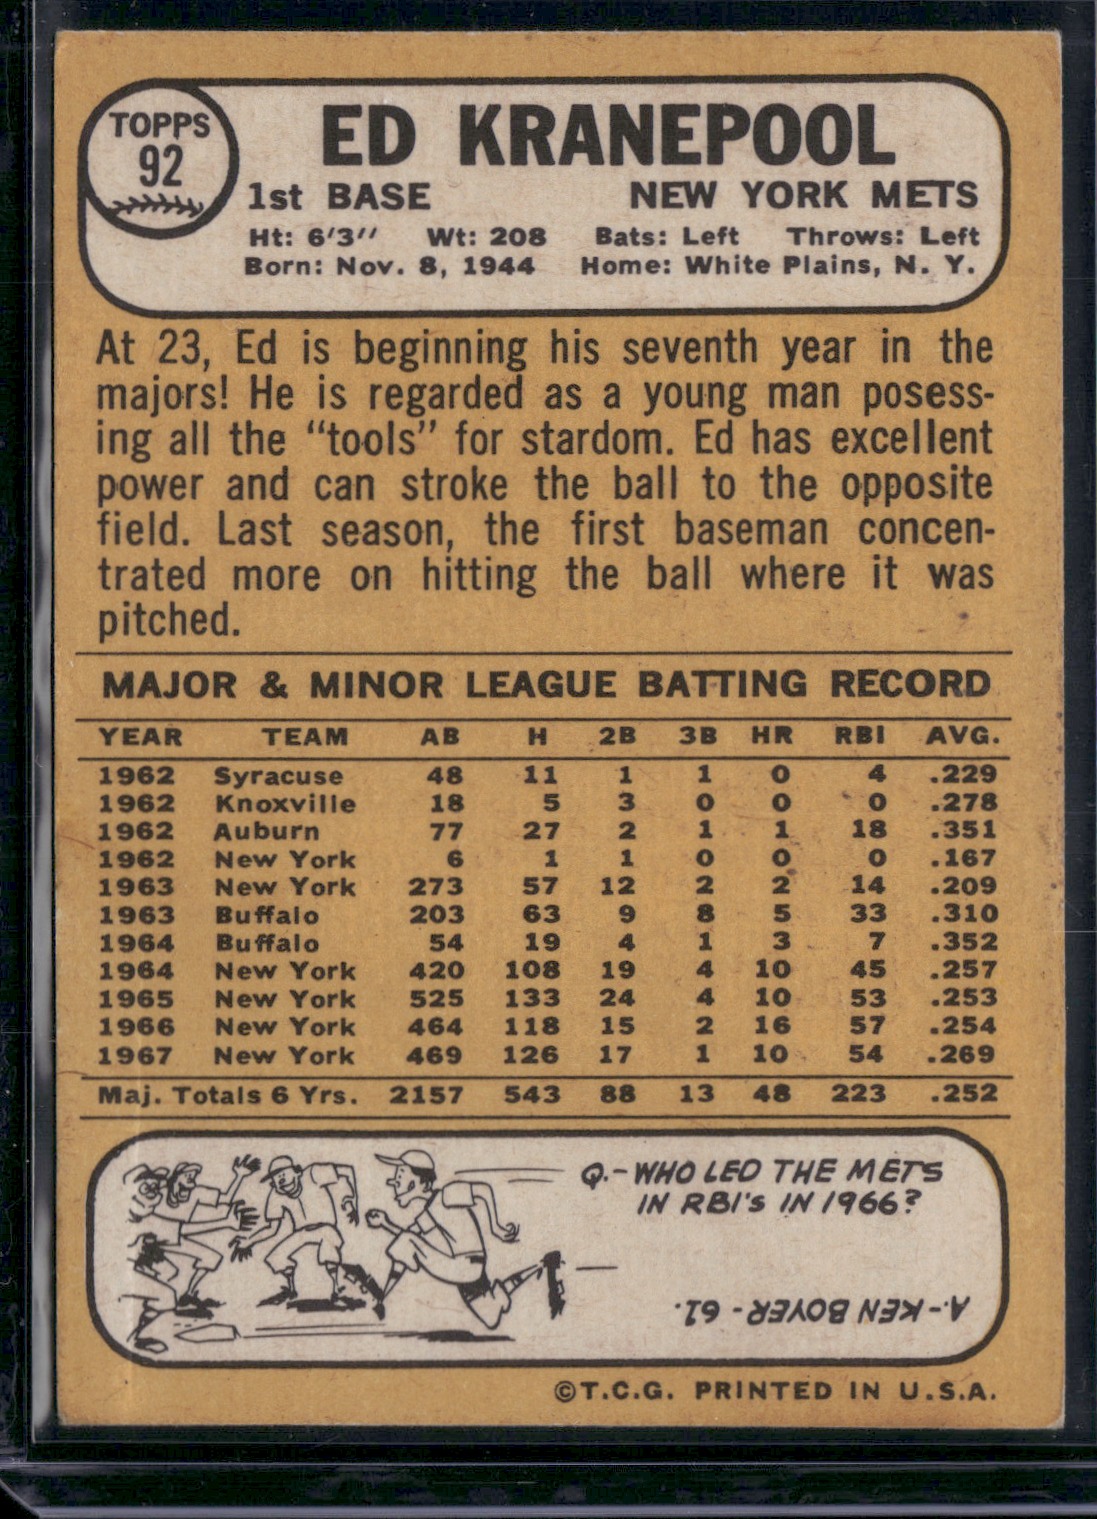 TOPPS
92
ED KRANEPOOL
1st BASE NEW YORK METS
Ht: 6'3'' Wt: 208 Bats: Left Throws: Left
Born: Nov. 8, 1944 Home: White Plains, N. Y.
At 23, Ed is beginning his seventh year in the
majors! He is regarded as a young man posess-
ing all the "tools" for stardom. Ed has excellent
power and can stroke the ball to the opposite
field. Last season, the first baseman concen-
trated more on hitting the ball where it was
pitched.
MAJOR & MINOR LEAGUE BATTING RECORD
YEAR TEAM AB H 2B 3B HR RBI AVG.
1962 Syracuse 48 11 1 1 0 4 .229
1962 Knoxville 18 5 3 0 0 0 .278
1962 Auburn 77 27 2 1 1 18 .351
1962 New York 6 1 1 0 0 0 .167
1963 New York 273 57 12 2 2 14 .209
1963 Buffalo 203 63 9 8 5 33 .310
1964 Buffalo 54 19 4 1 3 7 .352
1964 New York 420 108 19 4 10 45 .257
1965 New York 525 133 24 4 10 53 .253
1966 New York 464 118 15 2 16 57 .254
1967 New York 469 126 17 1 10 54 .269
Maj. Totals 6 Yrs. 2157 543 88 13 48 223 .252
Q.-WHO LED THE METS
IN RBI'S IN 1966?
A.-KEN BOYER-61.
©T.C.G. PRINTED IN U.S.A.